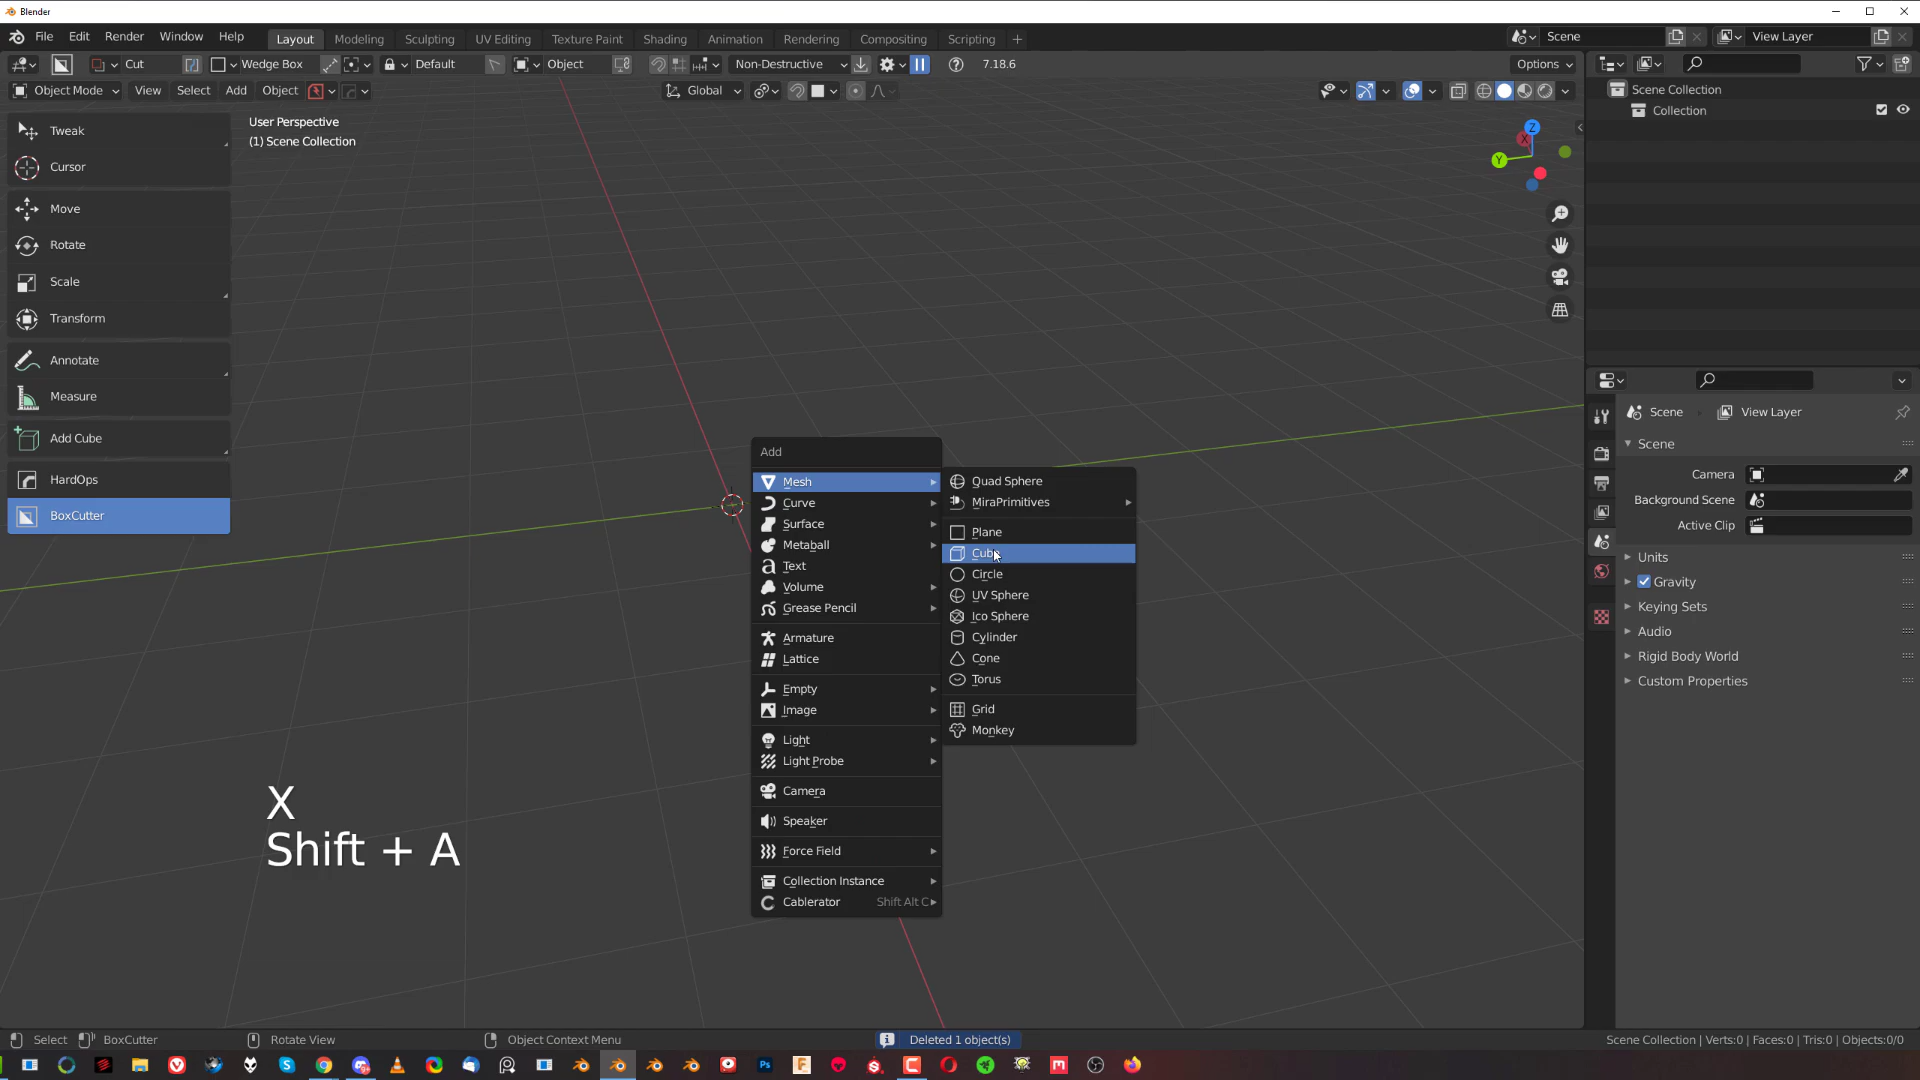 Blender
File Edit Render Window Help Layout Modeling Sculpting UV Editing Texture Paint Shading Animation Rendering Compositing Scripting + Scene View Layer
Cut Wedge Box Default Object Non-Destructive 7.18.6 Options
Object Mode View Select Add Object Global
User Perspective
(1) Scene Collection
Tweak
Cursor
Move
Rotate
Scale
Transform
Annotate
Measure
Add Cube
HardOps
BoxCutter
Z
X
Y
Add
Mesh
Curve
Surface
Metaball
Text
Volume
Grease Pencil
Armature
Lattice
Empty
Image
Light
Light Probe
Camera
Speaker
Force Field
Collection Instance
Cablerator Shift Alt C
Quad Sphere
MiraPrimitives
Plane
Cube
Circle
UV Sphere
Ico Sphere
Cylinder
Cone
Torus
Grid
Monkey
X
Shift + A
Scene Collection
Collection
Scene View Layer
Scene
Camera
Background Scene
Active Clip
Units
Gravity
Keying Sets
Audio
Rigid Body World
Custom Properties
Select BoxCutter Rotate View Object Context Menu Deleted 1 object(s) Scene Collection | Verts:0 | Faces:0 | Tris:0 | Objects:0/0